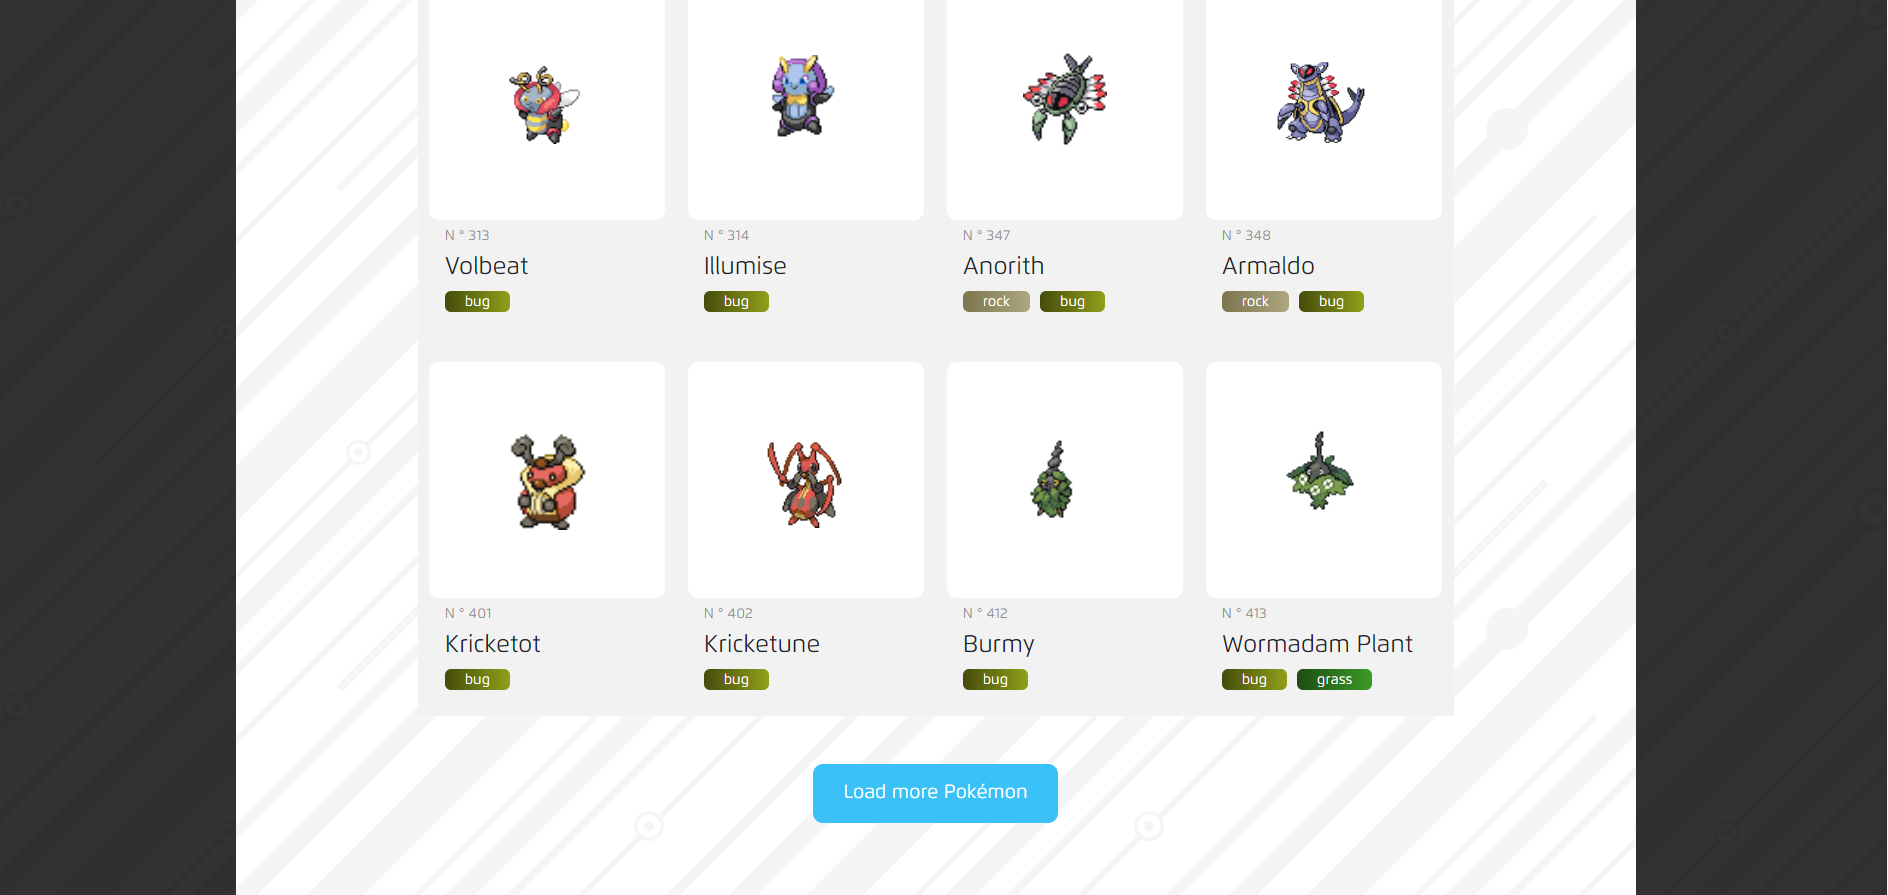 N ° 313
Volbeat
bug
N ° 314
Illumise
bug
N ° 347
Anorith
rock bug
N ° 348
Armaldo
rock bug
N ° 401
Kricketot
bug
N ° 402
Kricketune
bug
N ° 412
Burmy
bug
N ° 413
Wormadam Plant
bug grass
Load more Pokémon